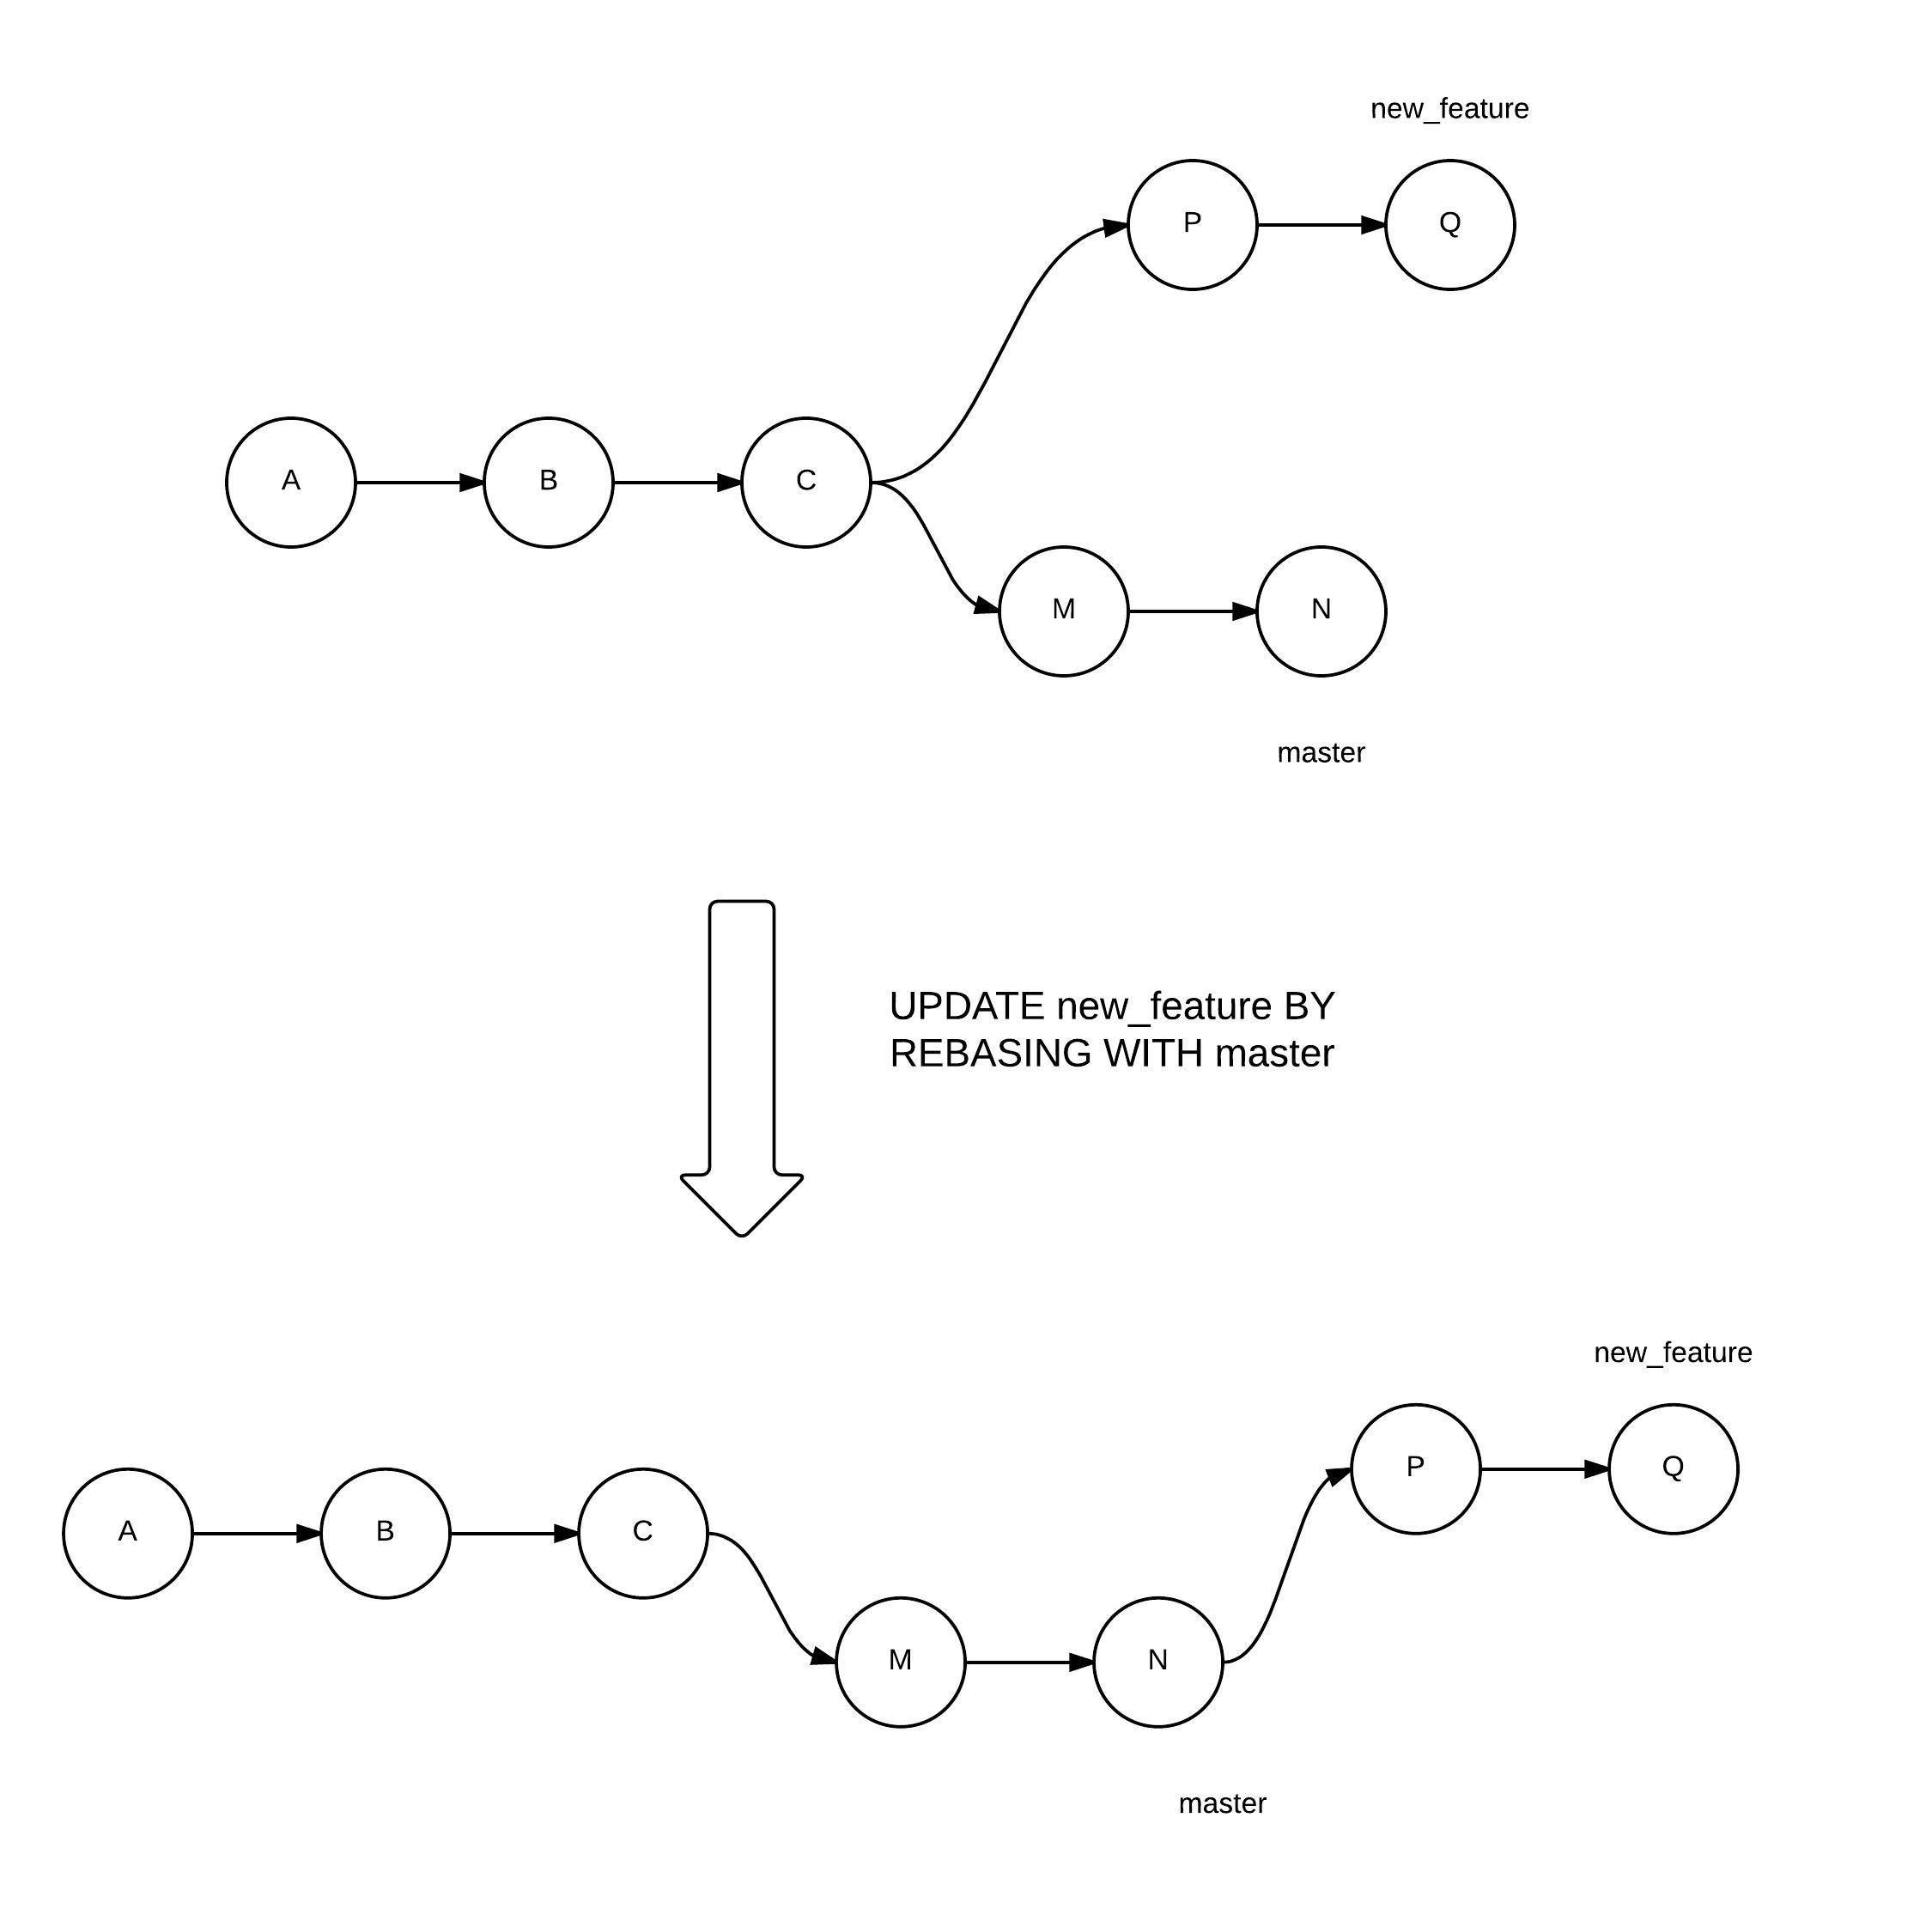 new_feature
P
Q
A
B
C
M
N
master
UPDATE new_feature BY
REBASING WITH master
new_feature
P
Q
A
B
C
M
N
master